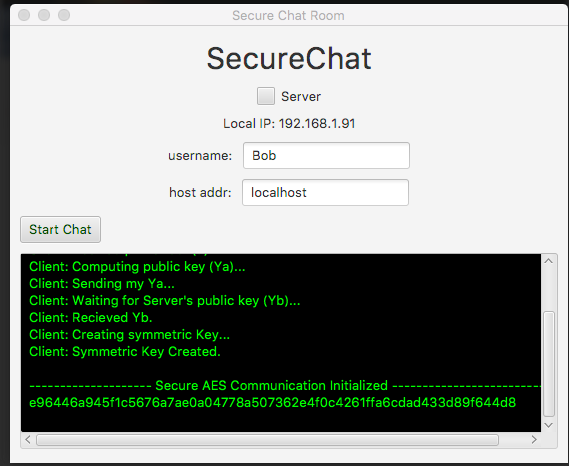 Secure Chat Room
SecureChat
Server
Local IP: 192.168.1.91
username: Bob
host addr: localhost
Start Chat
Client: Computing public key (Ya)...
Client: Sending my Ya...
Client: Waiting for Server's public key (Yb)...
Client: Recieved Yb.
Client: Creating symmetric Key...
Client: Symmetric Key Created.
-------------------- Secure AES Communication Initialized -------------------------
e96446a945f1c5676a7ae0a04778a507362e4f0c4261ffa6cdad433d89f644d8